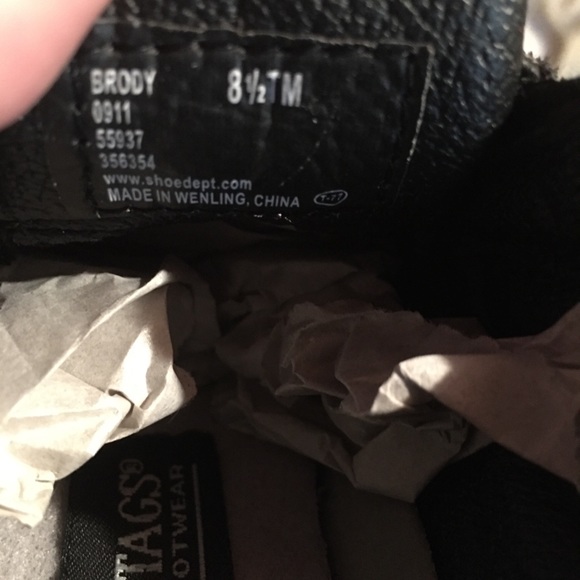 BRODY 8½TM
0911
55937
356354
www.shoedept.com
MADE IN WENLING, CHINA
TAGS®
OTWEAR